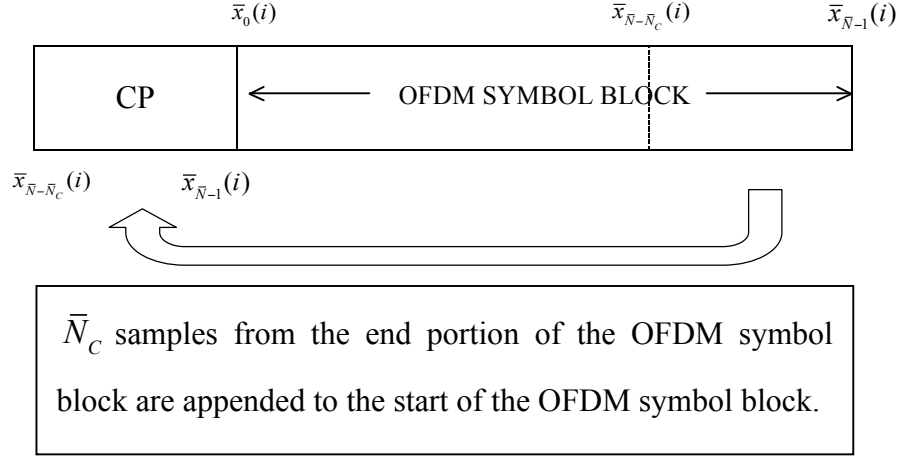 x̄₀(i) x̄_{N̄−N̄_C}(i) x̄_{N̄−1}(i)
CP OFDM SYMBOL BLOCK
x̄_{N̄−N̄_C}(i) x̄_{N̄−1}(i)
N̄_C samples from the end portion of the OFDM symbol
block are appended to the start of the OFDM symbol block.